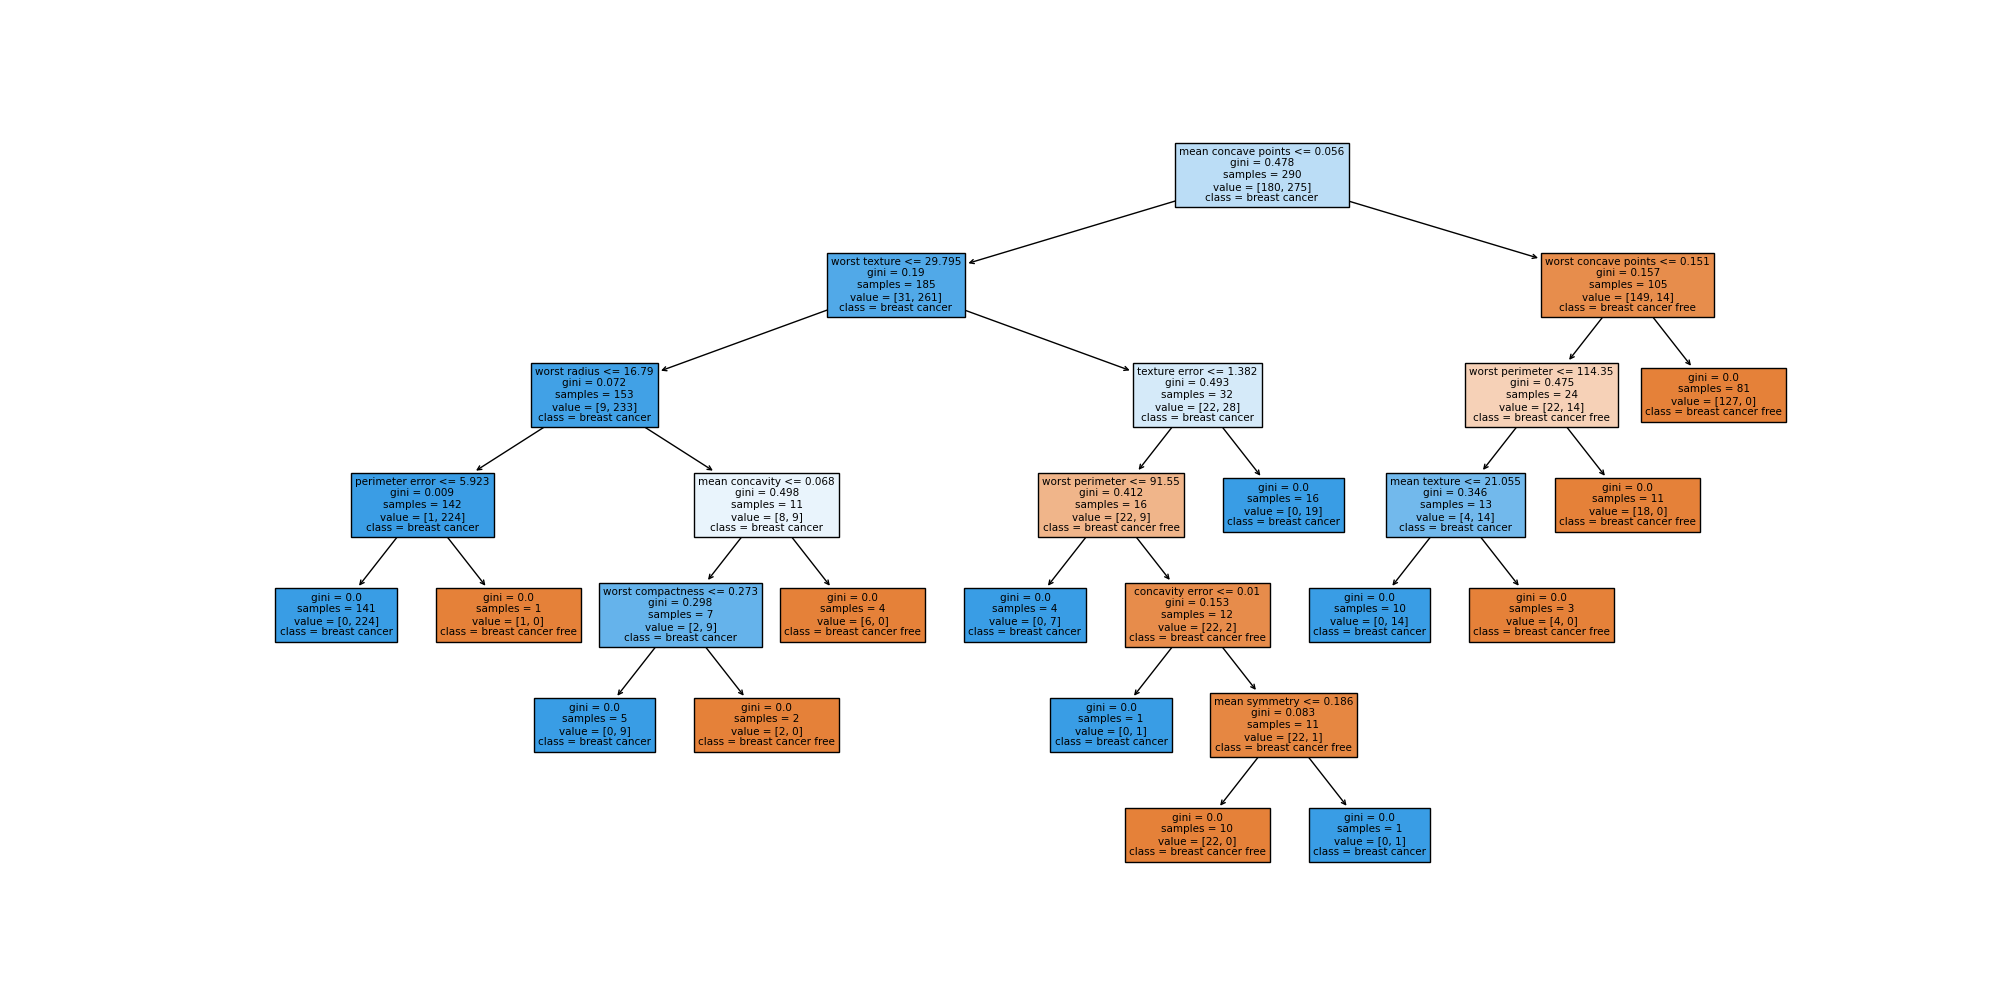 mean concave points <= 0.056
gini = 0.478
samples = 290
value = [180, 275]
class = breast cancer
worst texture <= 29.795
gini = 0.19
samples = 185
value = [31, 261]
class = breast cancer
worst concave points <= 0.151
gini = 0.157
samples = 105
value = [149, 14]
class = breast cancer free
worst radius <= 16.79
gini = 0.072
samples = 153
value = [9, 233]
class = breast cancer
texture error <= 1.382
gini = 0.493
samples = 32
value = [22, 28]
class = breast cancer
worst perimeter <= 114.35
gini = 0.475
samples = 24
value = [22, 14]
class = breast cancer free
gini = 0.0
samples = 81
value = [127, 0]
class = breast cancer free
perimeter error <= 5.923
gini = 0.009
samples = 142
value = [1, 224]
class = breast cancer
mean concavity <= 0.068
gini = 0.498
samples = 11
value = [8, 9]
class = breast cancer
worst perimeter <= 91.55
gini = 0.412
samples = 16
value = [22, 9]
class = breast cancer free
gini = 0.0
samples = 16
value = [0, 19]
class = breast cancer
mean texture <= 21.055
gini = 0.346
samples = 13
value = [4, 14]
class = breast cancer
gini = 0.0
samples = 11
value = [18, 0]
class = breast cancer free
gini = 0.0
samples = 141
value = [0, 224]
class = breast cancer
gini = 0.0
samples = 1
value = [1, 0]
class = breast cancer free
worst compactness <= 0.273
gini = 0.298
samples = 7
value = [2, 9]
class = breast cancer
gini = 0.0
samples = 4
value = [6, 0]
class = breast cancer free
gini = 0.0
samples = 4
value = [0, 7]
class = breast cancer
concavity error <= 0.01
gini = 0.153
samples = 12
value = [22, 2]
class = breast cancer free
gini = 0.0
samples = 10
value = [0, 14]
class = breast cancer
gini = 0.0
samples = 3
value = [4, 0]
class = breast cancer free
gini = 0.0
samples = 5
value = [0, 9]
class = breast cancer
gini = 0.0
samples = 2
value = [2, 0]
class = breast cancer free
gini = 0.0
samples = 1
value = [0, 1]
class = breast cancer
mean symmetry <= 0.186
gini = 0.083
samples = 11
value = [22, 1]
class = breast cancer free
gini = 0.0
samples = 10
value = [22, 0]
class = breast cancer free
gini = 0.0
samples = 1
value = [0, 1]
class = breast cancer